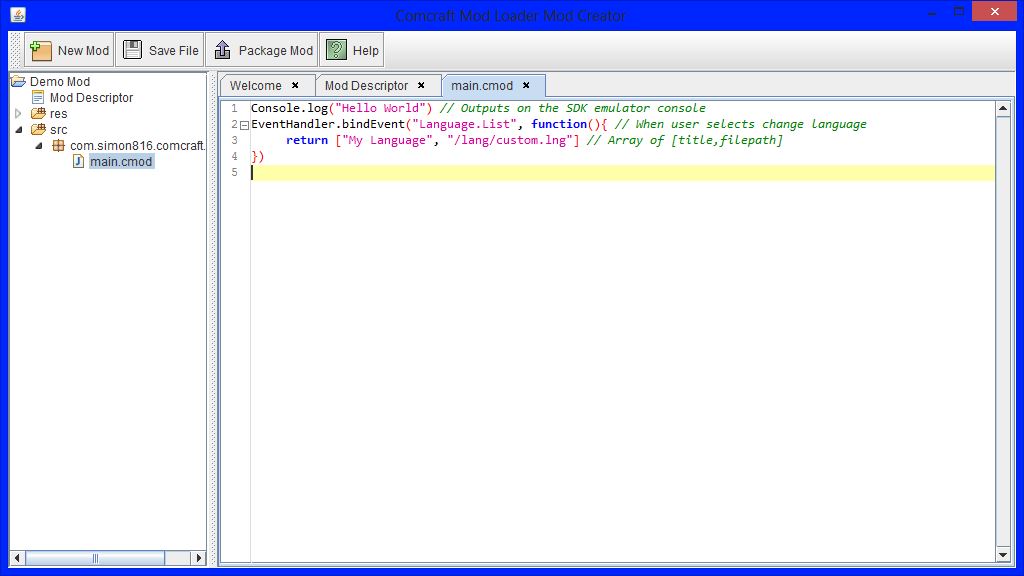 Comcraft Mod Loader Mod Creator
New Mod Save File Package Mod Help
Demo Mod
Mod Descriptor
res
src
com.simon816.comcraft.
main.cmod
Welcome Mod Descriptor main.cmod
1 Console.log("Hello World") // Outputs on the SDK emulator console
2 EventHandler.bindEvent("Language.List", function(){ // When user selects change language
3 return ["My Language", "/lang/custom.lng"] // Array of [title,filepath]
4 })
5